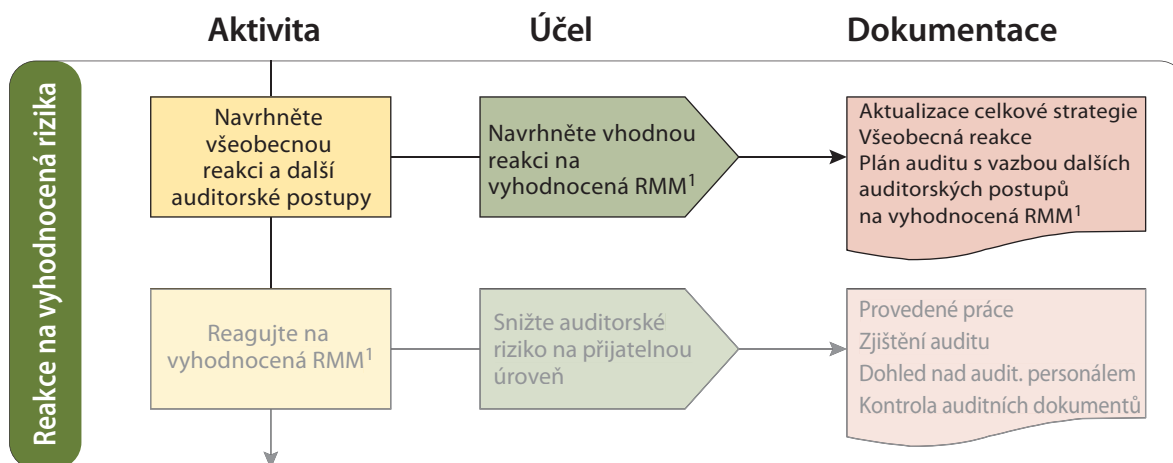 Aktivita
Účel
Dokumentace
Reakce na vyhodnocená rizika
Navrhněte
všeobecnou
reakci a další
auditorské postupy
Navrhněte vhodnou
reakci na
vyhodnocená RMM¹
Aktualizace celkové strategie
Všeobecná reakce
Plán auditu s vazbou dalších
auditorských postupů
na vyhodnocená RMM¹
Reagujte na
vyhodnocená RMM¹
Snižte auditorské
riziko na přijatelnou
úroveň
Provedené práce
Zjištění auditu
Dohled nad audit. personálem
Kontrola auditních dokumentů